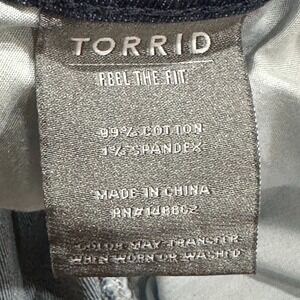 TORRID
FEEL THE FIT
99% COTTON
1% SPANDEX
MADE IN CHINA
RN#148662
COLOR MAY TRANSFER
WHEN WORN OR WASHED